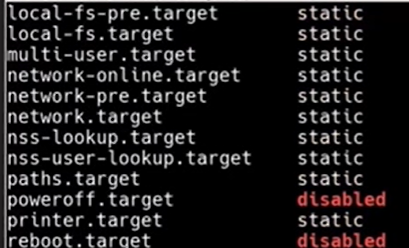 local-fs-pre.target static
local-fs.target static
multi-user.target static
network-online.target static
network-pre.target static
network.target static
nss-lookup.target static
nss-user-lookup.target static
paths.target static
poweroff.target disabled
printer.target static
reboot.target disabled